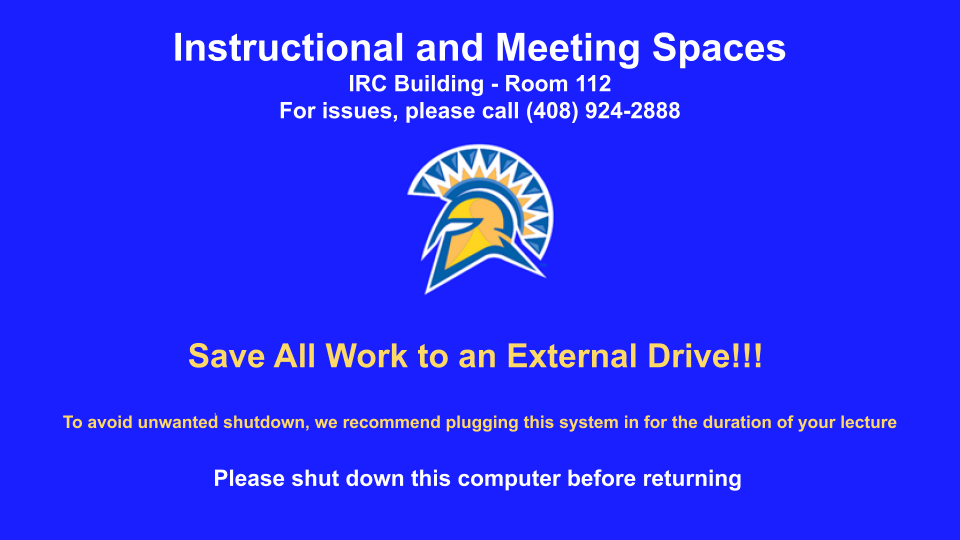 Instructional and Meeting Spaces
IRC Building - Room 112
For issues, please call (408) 924-2888
Save All Work to an External Drive!!!
To avoid unwanted shutdown, we recommend plugging this system in for the duration of your lecture
Please shut down this computer before returning